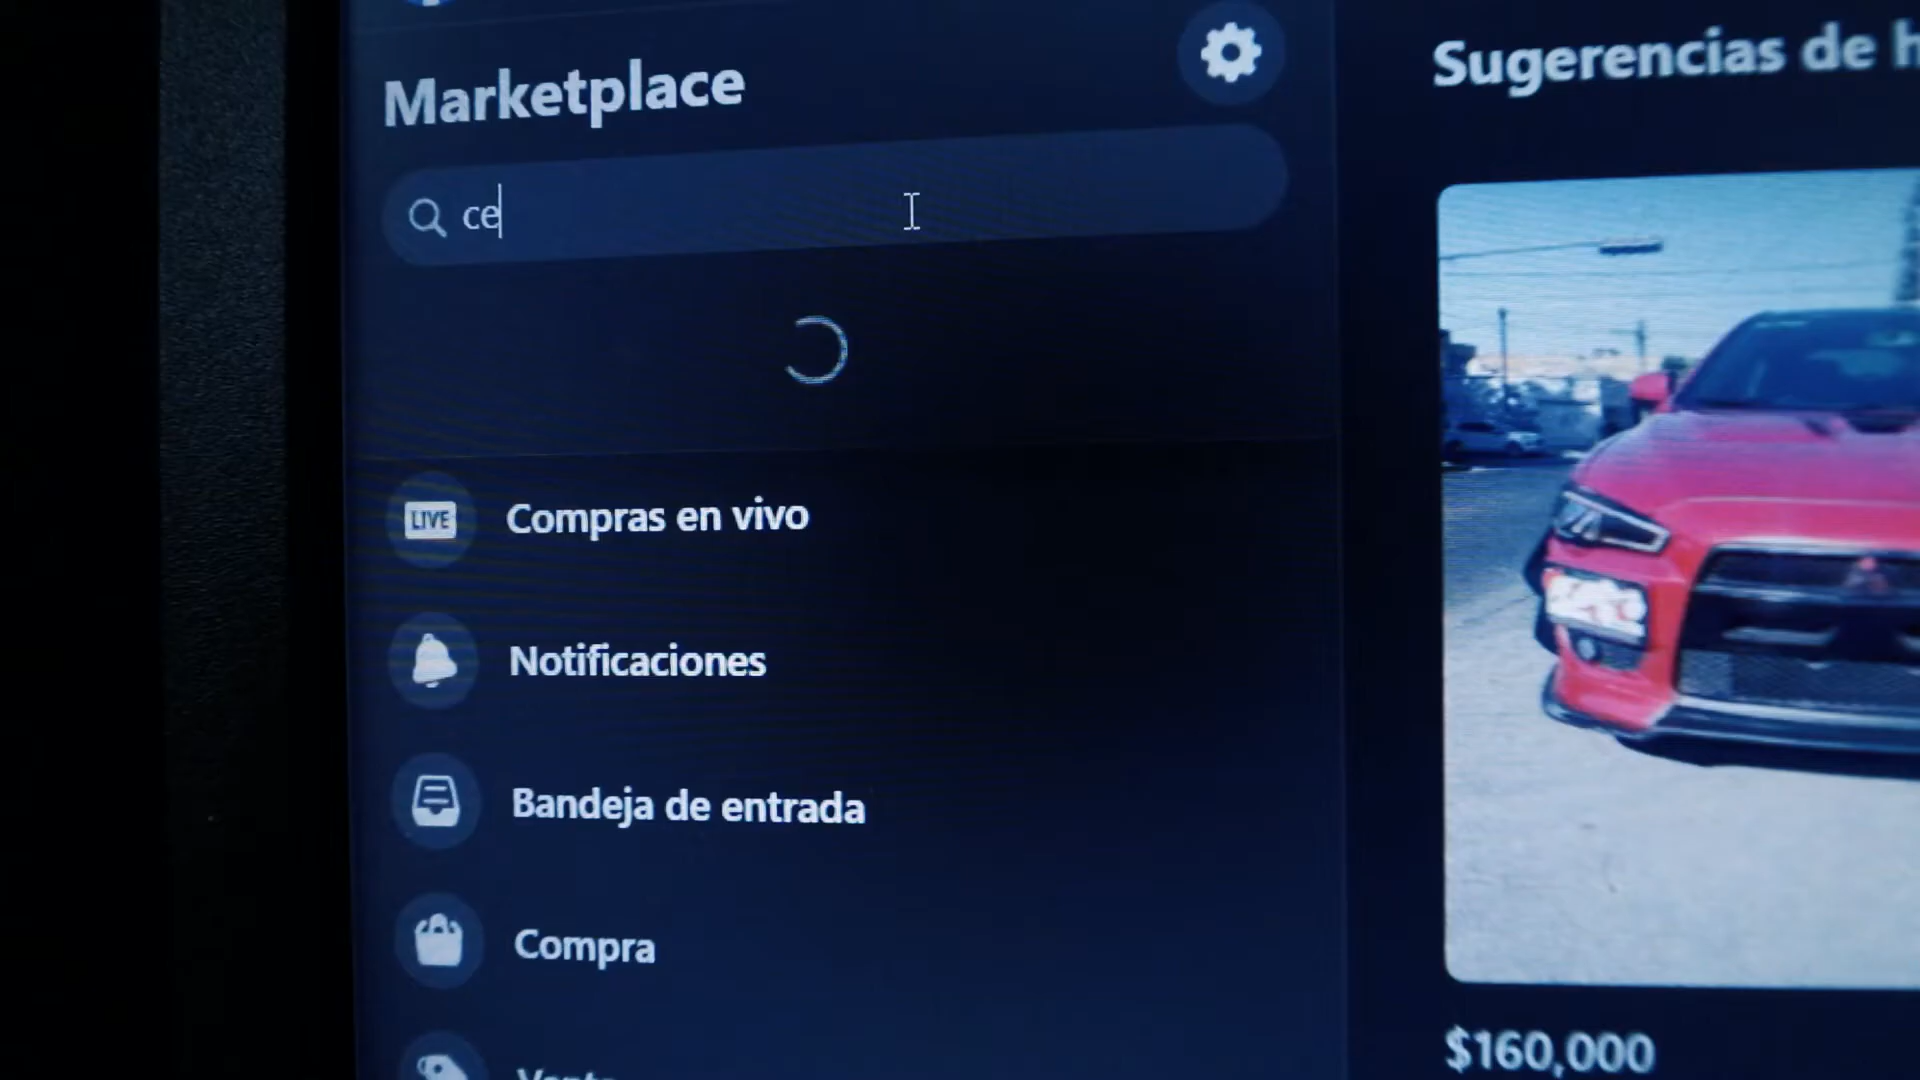 Marketplace
ce
LIVE
Compras en vivo
Notificaciones
Bandeja de entrada
Compra
Sugerencias de
$160,000